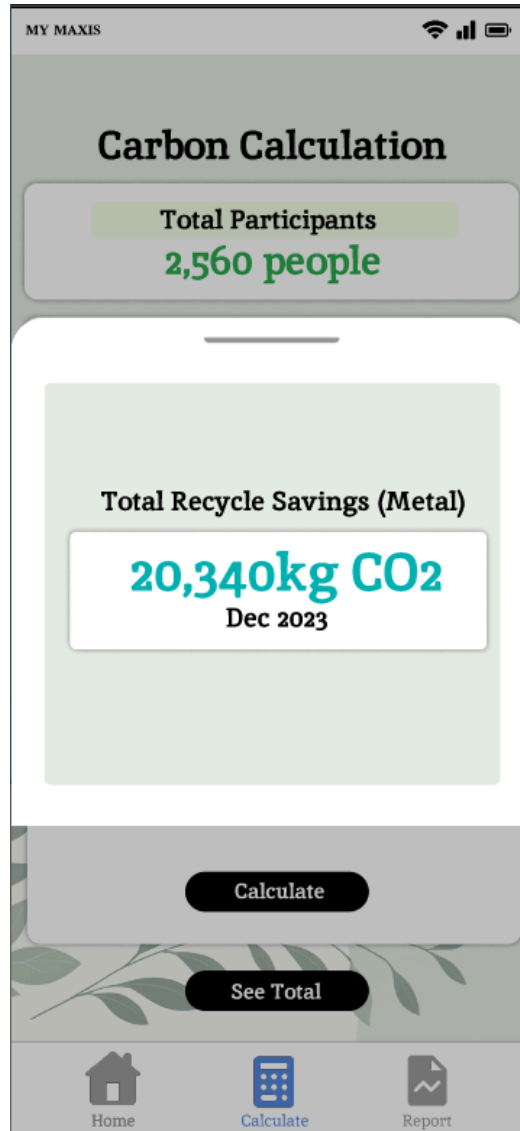 MY MAXIS
Carbon Calculation
Total Participants
2,560 people
Total Recycle Savings (Metal)
20,340kg CO2
Dec 2023
Calculate
See Total
Home
Calculate
Report